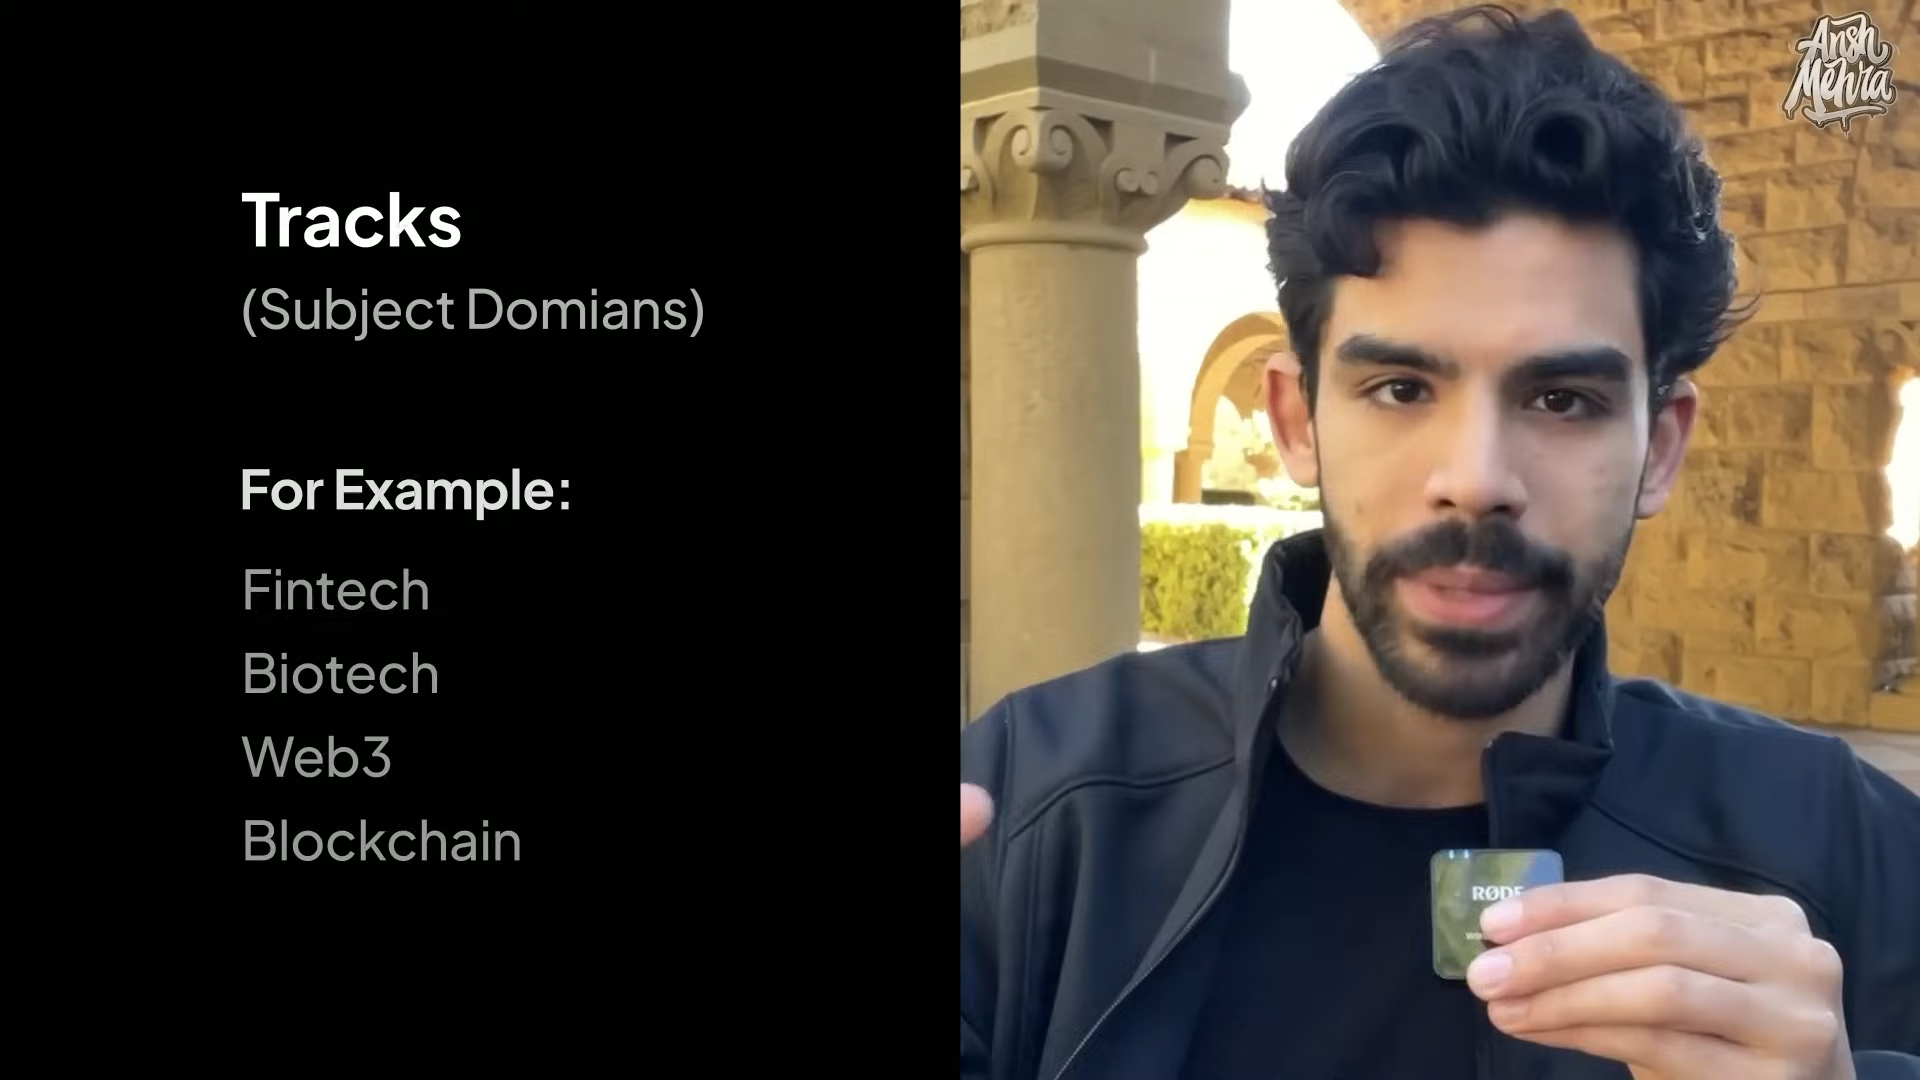 Tracks
(Subject Domians)
For Example:
Fintech
Biotech
Web3
Blockchain
Ansh
Mehra
RØDE